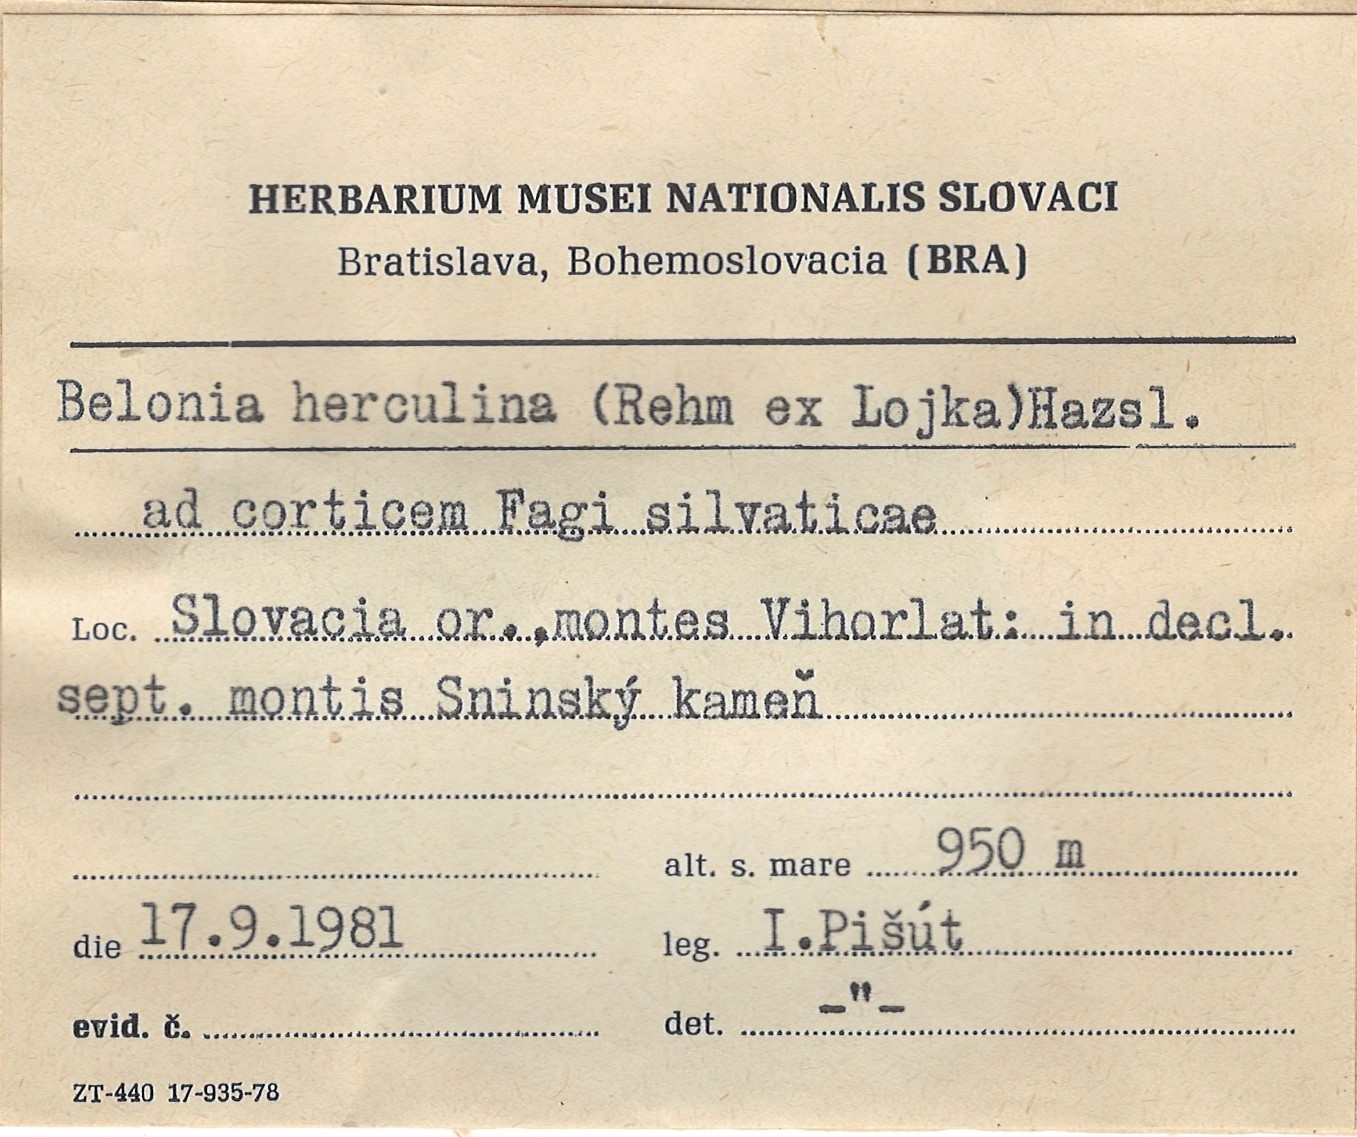 HERBARIUM MUSEI NATIONALIS SLOVACI
Bratislava, Bohemoslovacia (BRA)
Belonia herculina (Rehm ex Lojka)Hazsl.
ad corticem Fagi silvaticae
Loc. Slovacia or.,montes Vihorlat: in decl.
sept. montis Sninský kameň
alt. s. mare 950 m
die 17.9.1981 leg. I.Pišút
evid. č. det. -"-
ZT-440 17-935-78